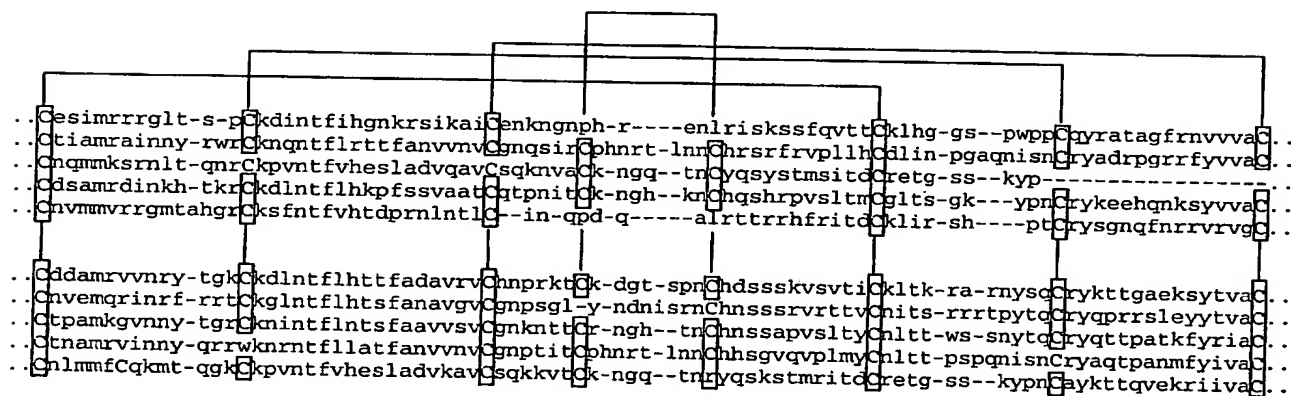 ..Cesimrrrglt-s-pCkdintfihgnkrsikaiCenkngnph-r----enlriskssfqvttCklhg-gs--pwppCqyratagfrnvvvaC..
..Ctiamrainny-rwrCknqntflrttfanvvnvCgnqsirCphnrt-lnnChrsrfrvpllhCdlin-pgaqnisnCryadrpgrrfyvvaC..
..Cnqmmksrnlt-qnrCkpvntfvhesladvqavCsqknvaCk-ngq--tnCyqsystmsitdCretg-ss--kyp----------------..
..Cdsamrdinkh-tkrCkdlntflhkpfssvaatCqtpnitCk-ngh--knChqshrpvsltmCglts-gk---ypnCrykeehqnksyvvaC..
..CnvmmvrrgmtahgrCksfntfvhtdprnlntlC--in-qpd-q-----alrttrrhfritdCklir-sh----ptCrysgnqfnrrvrvgC..
..Cddamrvvnry-tgkCkdlntflhttfadavrvChnprktCk-dgt-spnChdssskvsvtiCkltk-ra-rnysqCrykttgaeksytvaC..
..Cnvemqrinrf-rrtCkglntflhtsfanavgvCgnpsgl-y-ndnisrnChnsssrvrttvCnits-rrrtpytqCryqprrsleyytvaC..
..Ctpamkgvnny-tgrCknintflntsfaavvsvCgnknttCr-ngh--tnChnssapvsltyCnltt-ws-snytqCryqttpatkfyriaC..
..Ctnamrvinny-qrrwknrntfllatfanvvnvCgnptitCphnrt-lnnChhsgvqvplmyCnltt-pspqnisnCryaqtpanmfyivaC..
..CnlmmfCqkmt-qgkCkpvntfvhesladvkavCsqkkvtCk-ngq--tnryqskstmritdCretg-ss--kypnCaykttqvekriivaC..